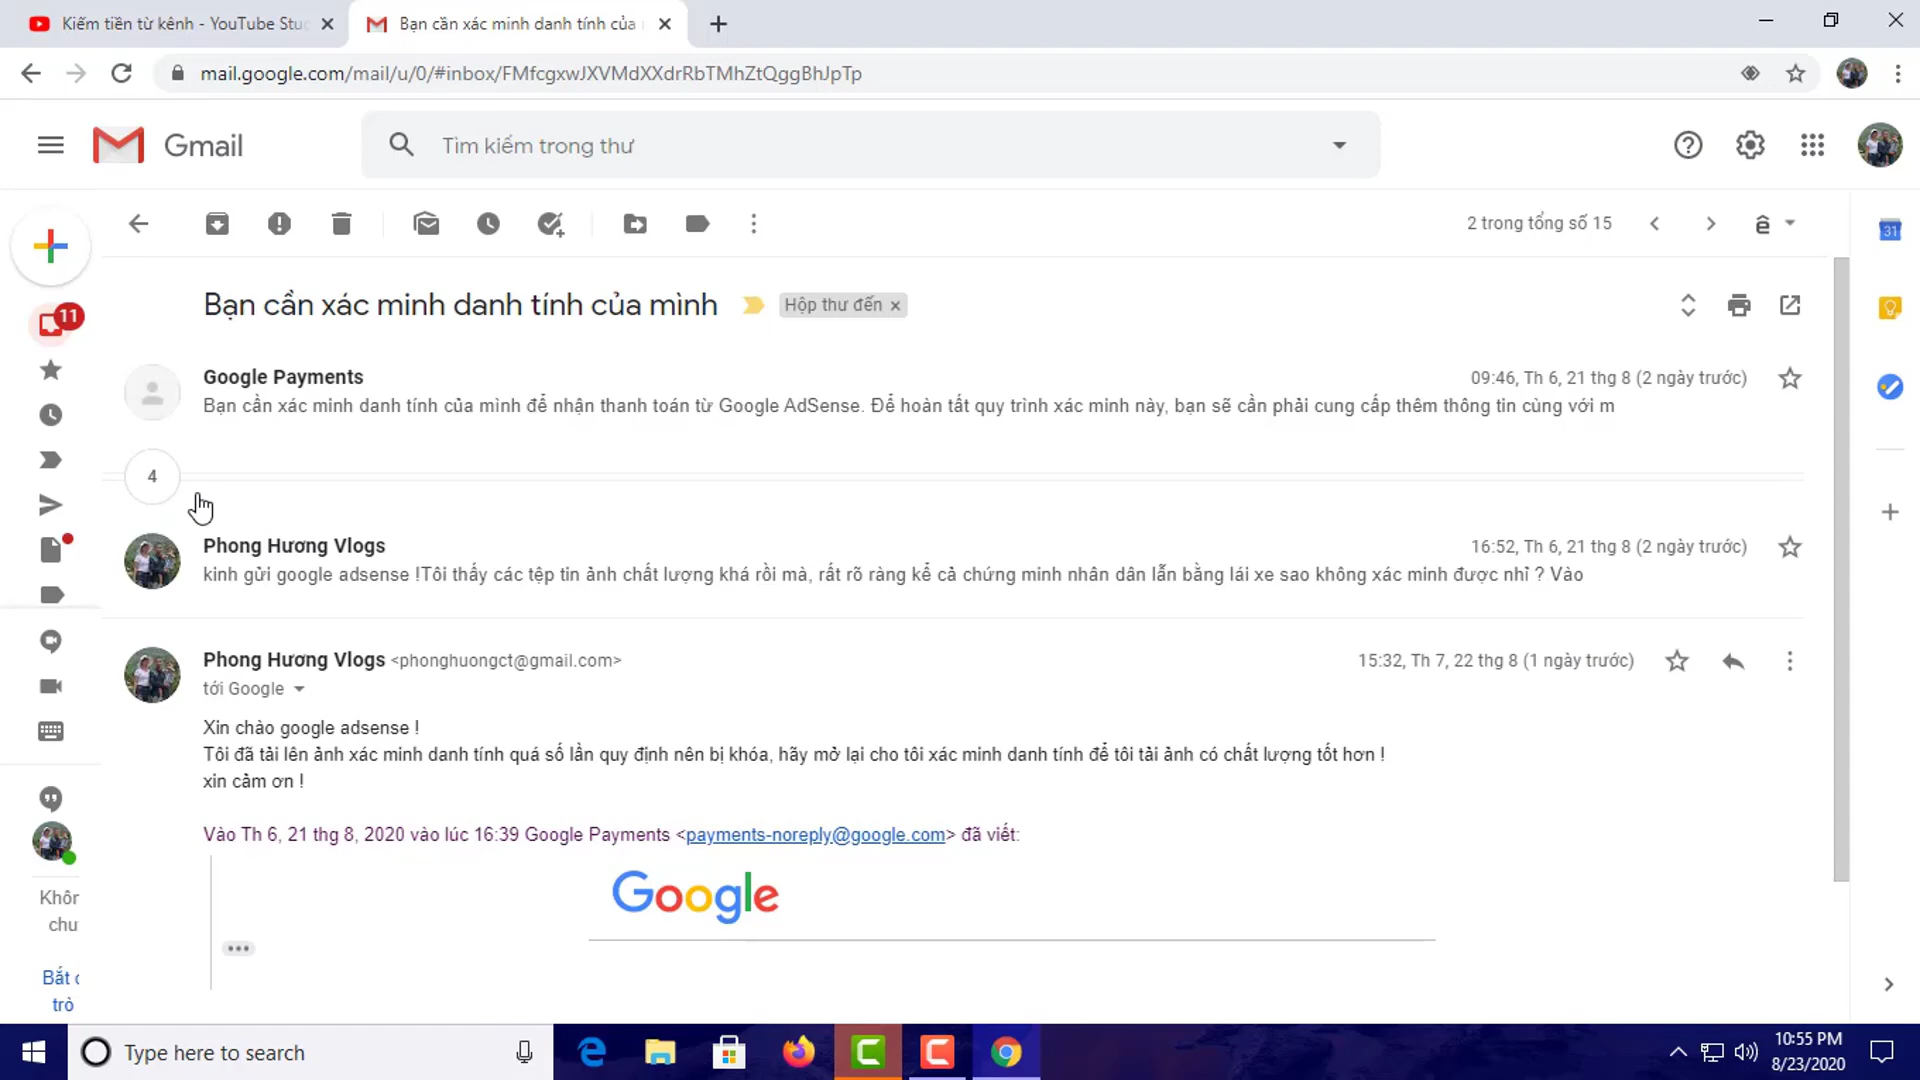 Kiếm tiền từ kênh - YouTube Stu
Bạn cần xác minh danh tính của
mail.google.com/mail/u/0/#inbox/FMfcgxwJXVMdXXdrRbTMhZtQggBhJpTp
Gmail
Tìm kiếm trong thư
2 trong tổng số 15
31
11
Bạn cần xác minh danh tính của mình
Hộp thư đến
Google Payments
09:46, Th 6, 21 thg 8 (2 ngày trước)
Bạn cần xác minh danh tính của mình để nhận thanh toán từ Google AdSense. Để hoàn tất quy trình xác minh này, bạn sẽ cần phải cung cấp thêm thông tin cùng với m
4
Phong Hương Vlogs
16:52, Th 6, 21 thg 8 (2 ngày trước)
kinh gửi google adsense !Tôi thấy các tệp tin ảnh chất lượng khá rồi mà, rất rõ ràng kể cả chứng minh nhân dân lẫn bằng lái xe sao không xác minh được nhỉ ? Vào
Phong Hương Vlogs <phonghuongct@gmail.com>
15:32, Th 7, 22 thg 8 (1 ngày trước)
tới Google
Xin chào google adsense !
Tôi đã tải lên ảnh xác minh danh tính quá số lần quy định nên bị khóa, hãy mở lại cho tôi xác minh danh tính để tôi tải ảnh có chất lượng tốt hơn !
xin cảm ơn !
Vào Th 6, 21 thg 8, 2020 vào lúc 16:39 Google Payments <payments-noreply@google.com> đã viết:
Google
Khôn
chu
Bắt c
trò
Type here to search
10:55 PM
8/23/2020